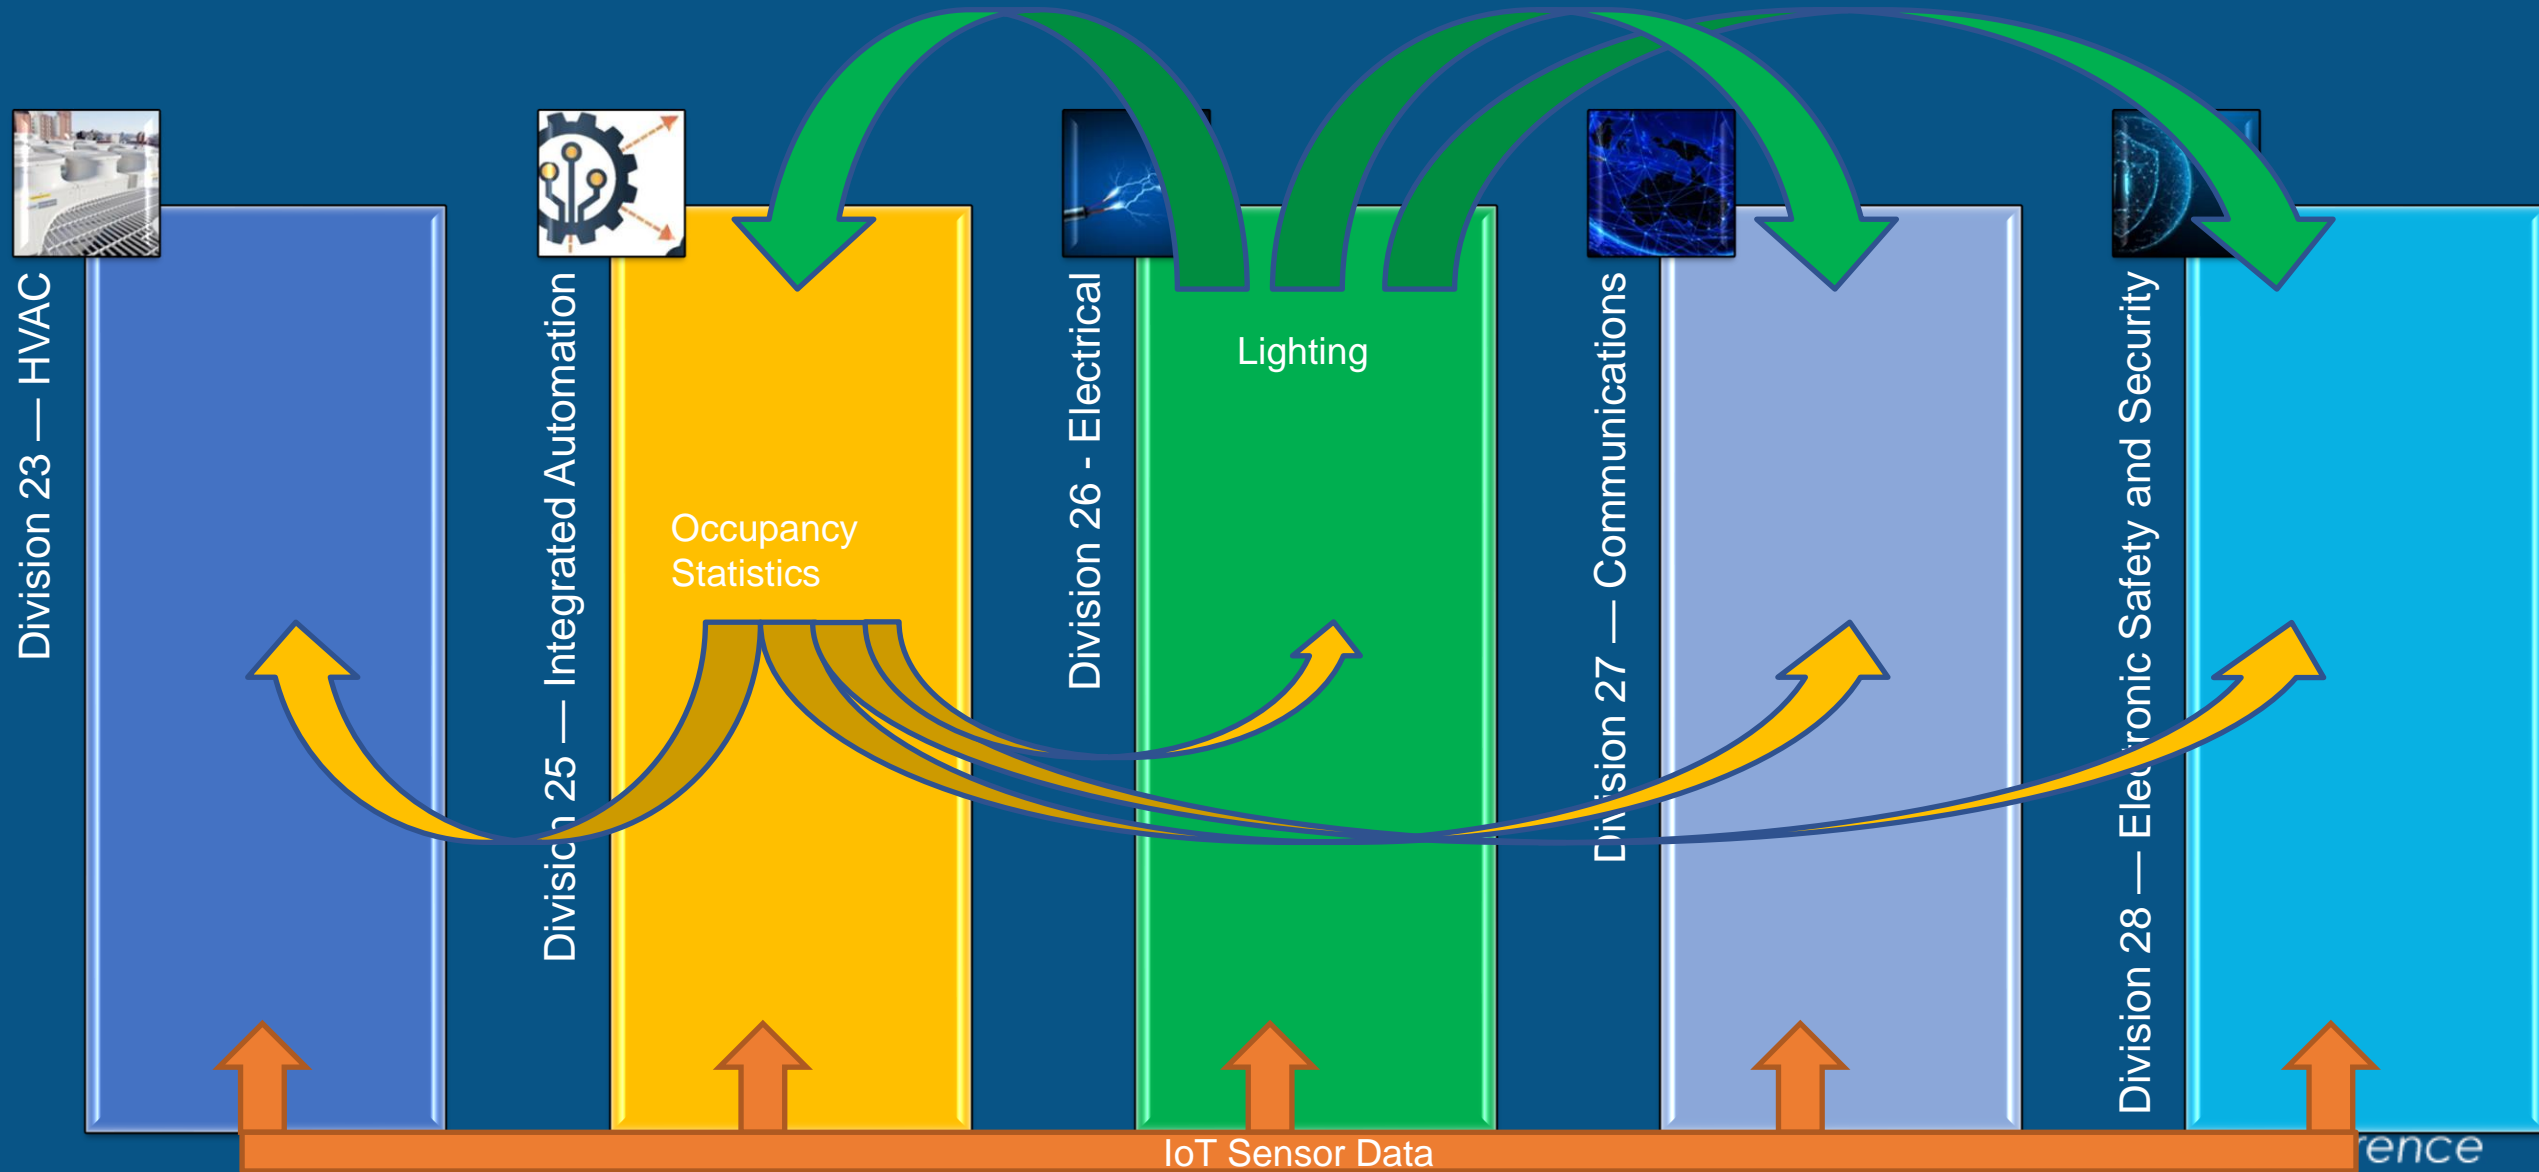 Division 23 — HVAC
Division 25 — Integrated Automation
Occupancy
Statistics
Division 26 - Electrical
Lighting
Division 27 — Communications
Division 28 — Electronic Safety and Security
IoT Sensor Data